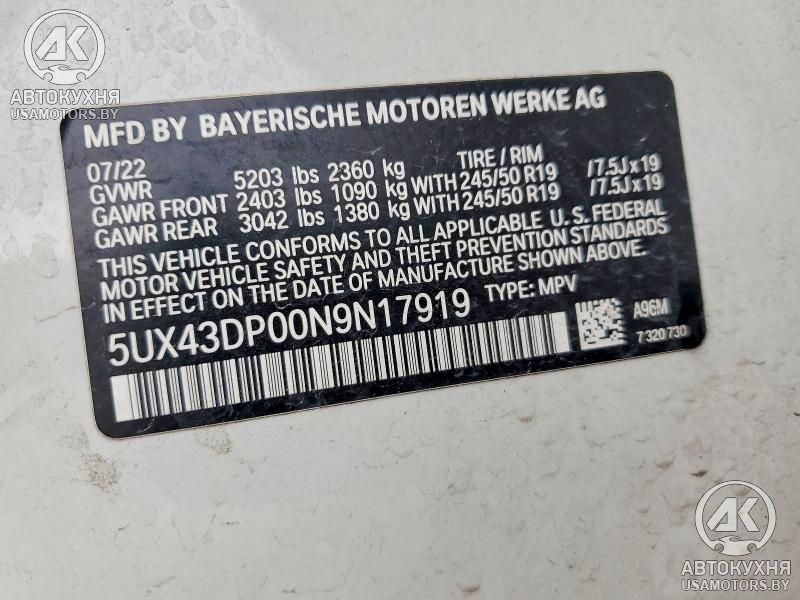 AK
АВТОКУХНЯ
USAMOTORS.BY
MFD BY BAYERISCHE MOTOREN WERKE AG
07/22 TIRE / RIM
GVWR 5203 lbs 2360 kg
GAWR FRONT 2403 lbs 1090 kg WITH 245/50 R19 /7.5Jx19
GAWR REAR 3042 lbs 1380 kg WITH 245/50 R19 /7.5Jx19
THIS VEHICLE CONFORMS TO ALL APPLICABLE U.S. FEDERAL
MOTOR VEHICLE SAFETY AND THEFT PREVENTION STANDARDS
IN EFFECT ON THE DATE OF MANUFACTURE SHOWN ABOVE.
5UX43DP00N9N17919 TYPE: MPV
A96M
7 320 730
AK
АВТОКУХНЯ
USAMOTORS.BY